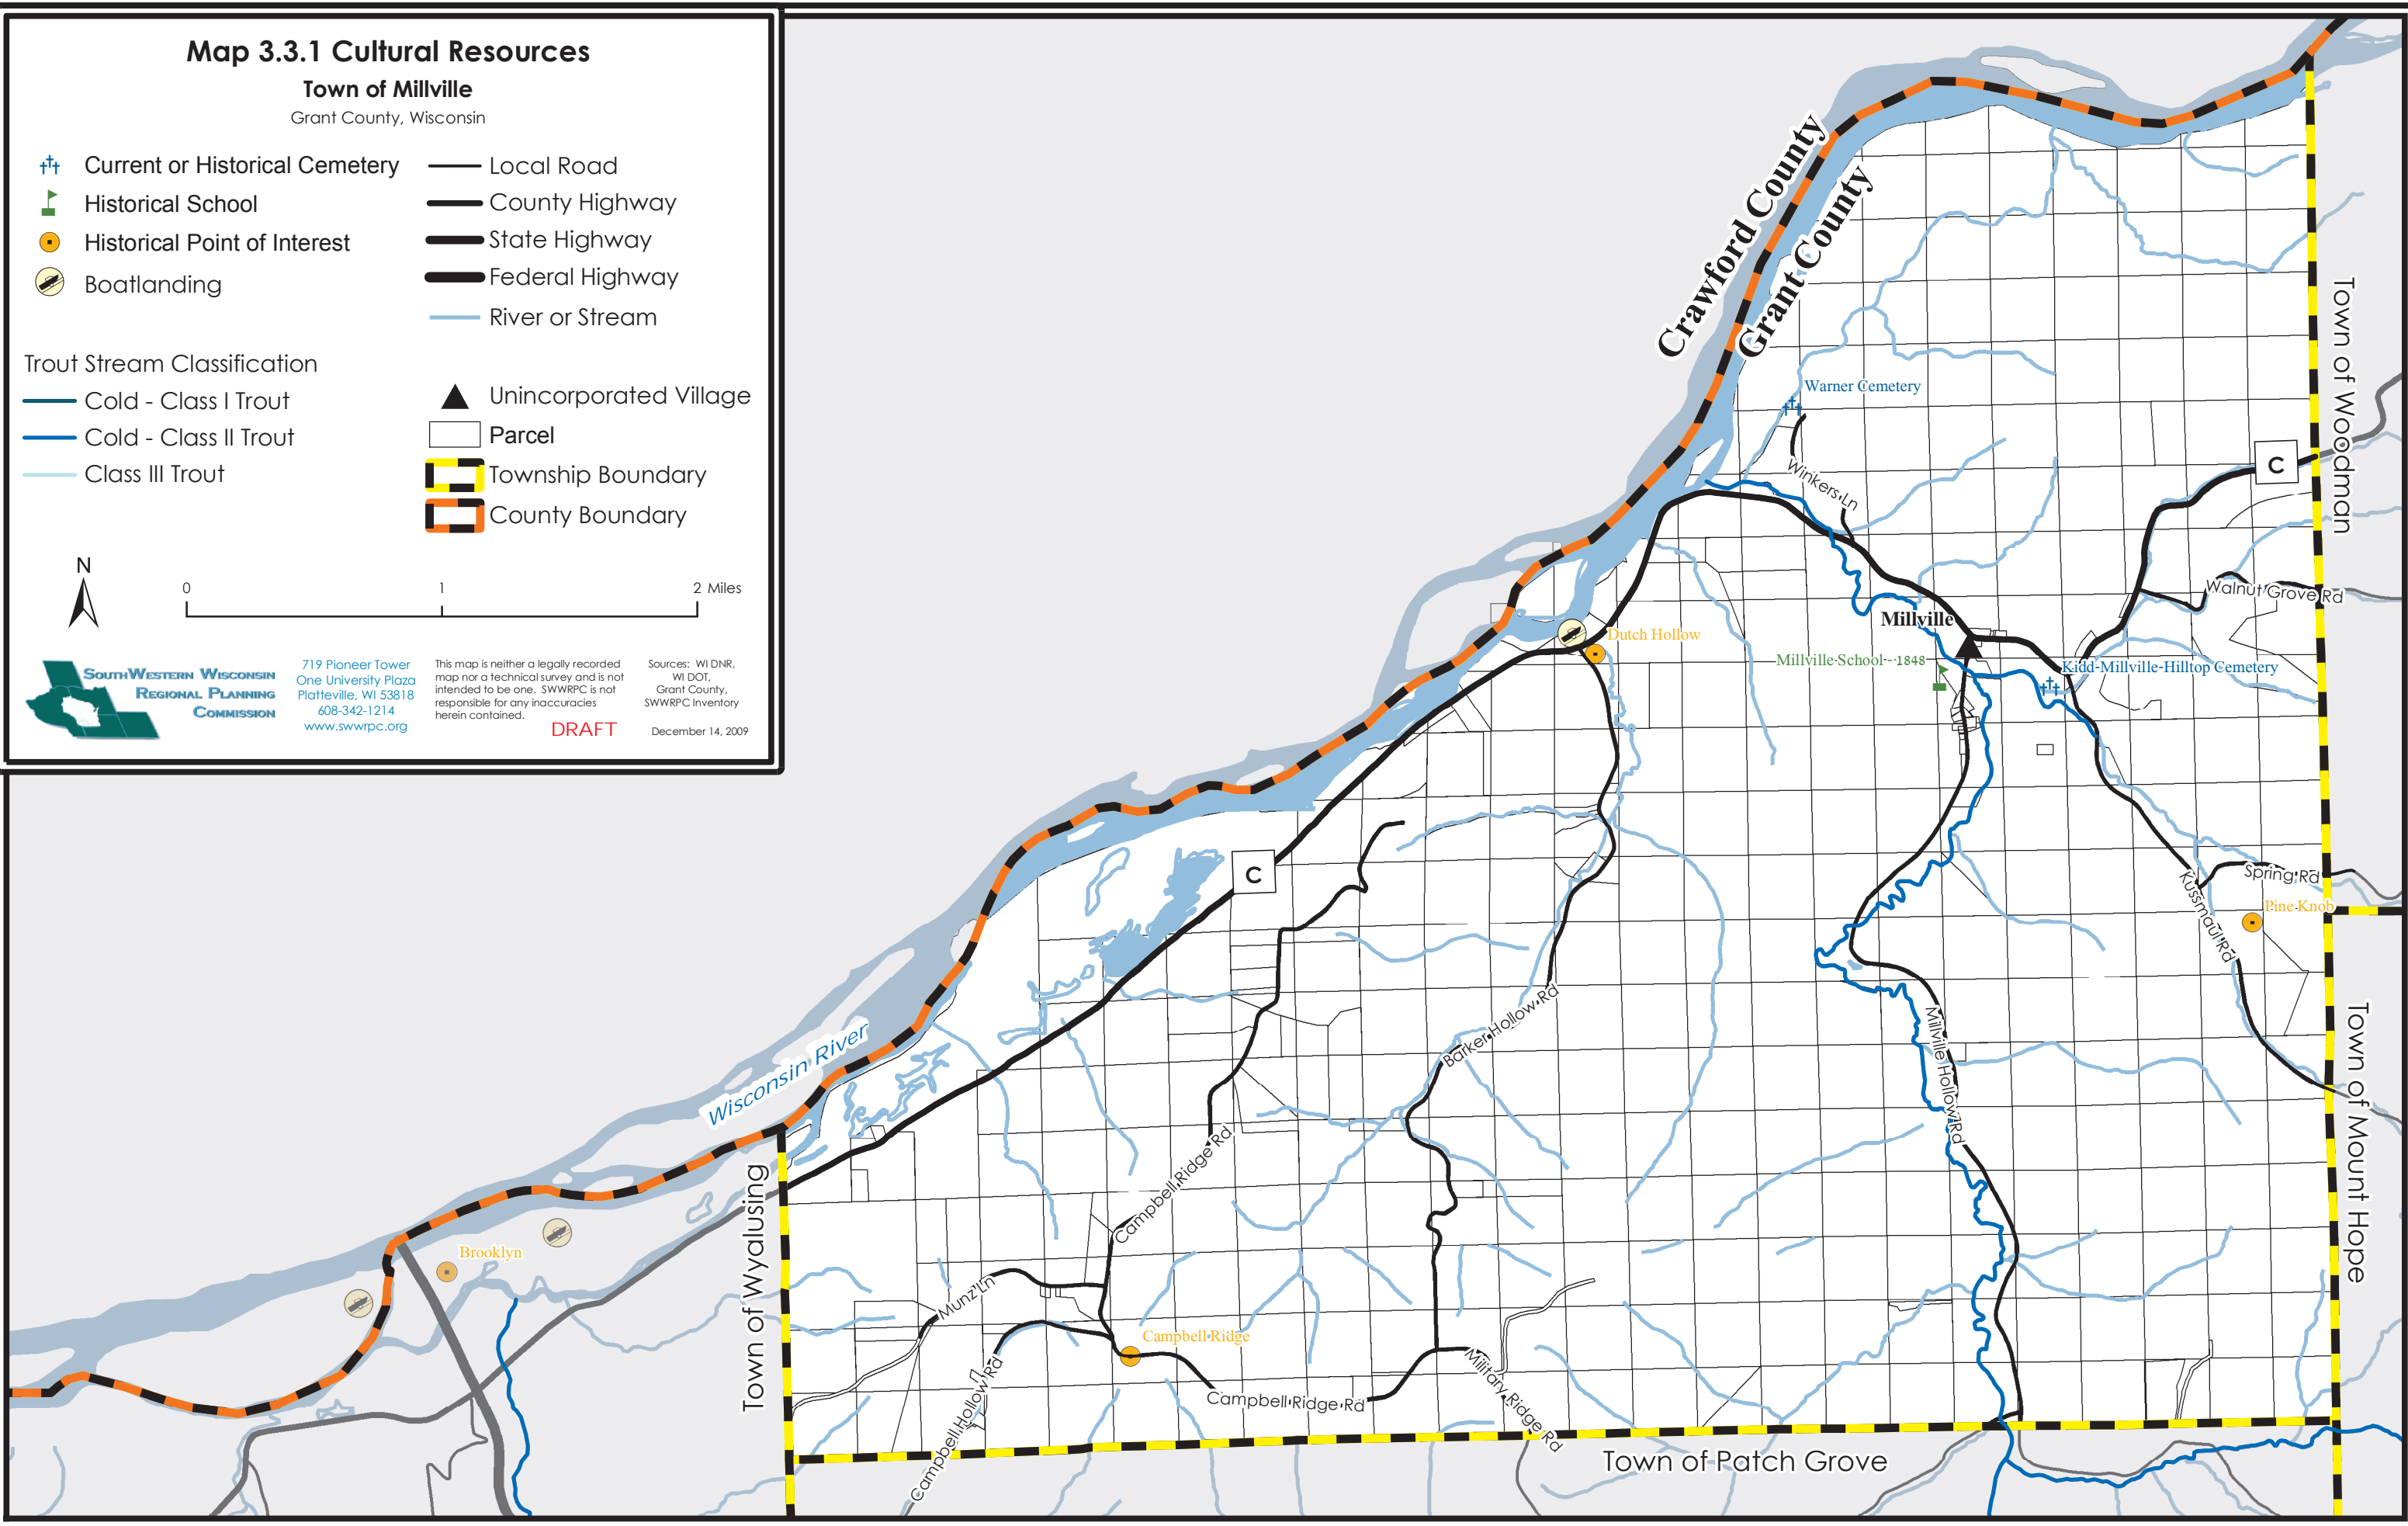 Map 3.3.1 Cultural Resources
Town of Millville
Grant County, Wisconsin
Current or Historical Cemetery
Historical School
Historical Point of Interest
Boatlanding
Trout Stream Classification
Cold - Class I Trout
Cold - Class II Trout
Class III Trout
Local Road
County Highway
State Highway
Federal Highway
River or Stream
Unincorporated Village
Parcel
Township Boundary
County Boundary
N
0 1 2 Miles
SouthWestern Wisconsin
Regional Planning
Commission
719 Pioneer Tower
One University Plaza
Platteville, WI 53818
608-342-1214
www.swwrpc.org
This map is neither a legally recorded
map nor a technical survey and is not
intended to be one. SWWRPC is not
responsible for any inaccuracies
herein contained.
DRAFT
Sources: WI DNR,
WI DOT,
Grant County,
SWWRPC Inventory
December 14, 2009
Crawford County
Grant County
Town of Woodman
Warner Cemetery
Winkers Ln
C
Walnut Grove Rd
Millville
Dutch Hollow
Millville School - 1848
Kidd-Millville-Hilltop Cemetery
C
Spring Rd
Kussmaul Rd
Pine Knob
Barker Hollow Rd
Millville Hollow Rd
Town of Mount Hope
Wisconsin River
Campbell Ridge Rd
Town of Wyalusing
Brooklyn
Munz Ln
Campbell Ridge
Campbell Hollow Rd
Campbell Ridge Rd
Military Ridge Rd
Town of Patch Grove